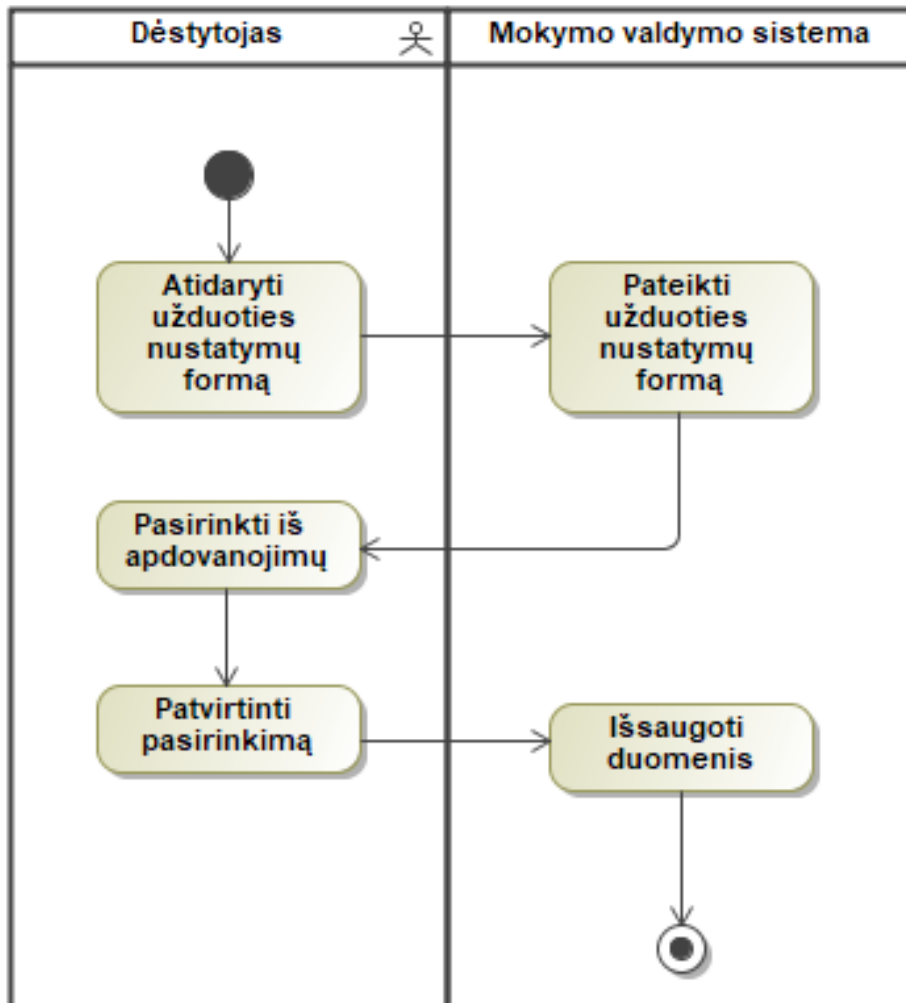 Dėstytojas
Mokymo valdymo sistema
Atidaryti
užduoties
nustatymų
formą
Pateikti
užduoties
nustatymų
formą
Pasirinkti iš
apdovanojimų
Patvirtinti
pasirinkimą
Išsaugoti
duomenis